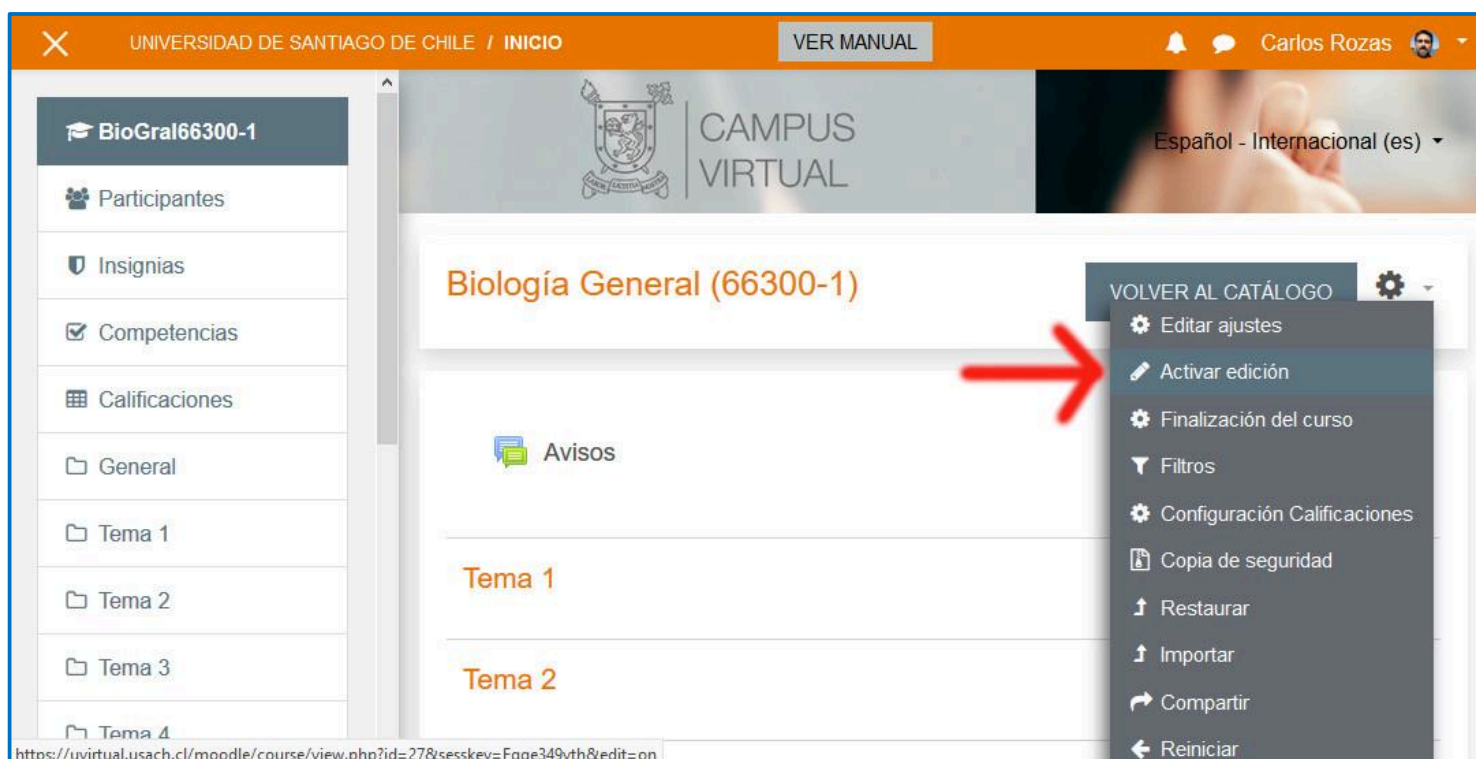 UNIVERSIDAD DE SANTIAGO DE CHILE / INICIO
VER MANUAL
Carlos Rozas
BioGral66300-1
Participantes
Insignias
Competencias
Calificaciones
General
Tema 1
Tema 2
Tema 3
Tema 4
https://uvirtual.usach.cl/moodle/course/view.php?id=27&sesskey=Fqge349vth&edit=on
CAMPUS
VIRTUAL
Español - Internacional (es)
Biología General (66300-1)
VOLVER AL CATÁLOGO
Editar ajustes
Activar edición
Finalización del curso
Filtros
Configuración Calificaciones
Copia de seguridad
Restaurar
Importar
Compartir
Reiniciar
Avisos
Tema 1
Tema 2